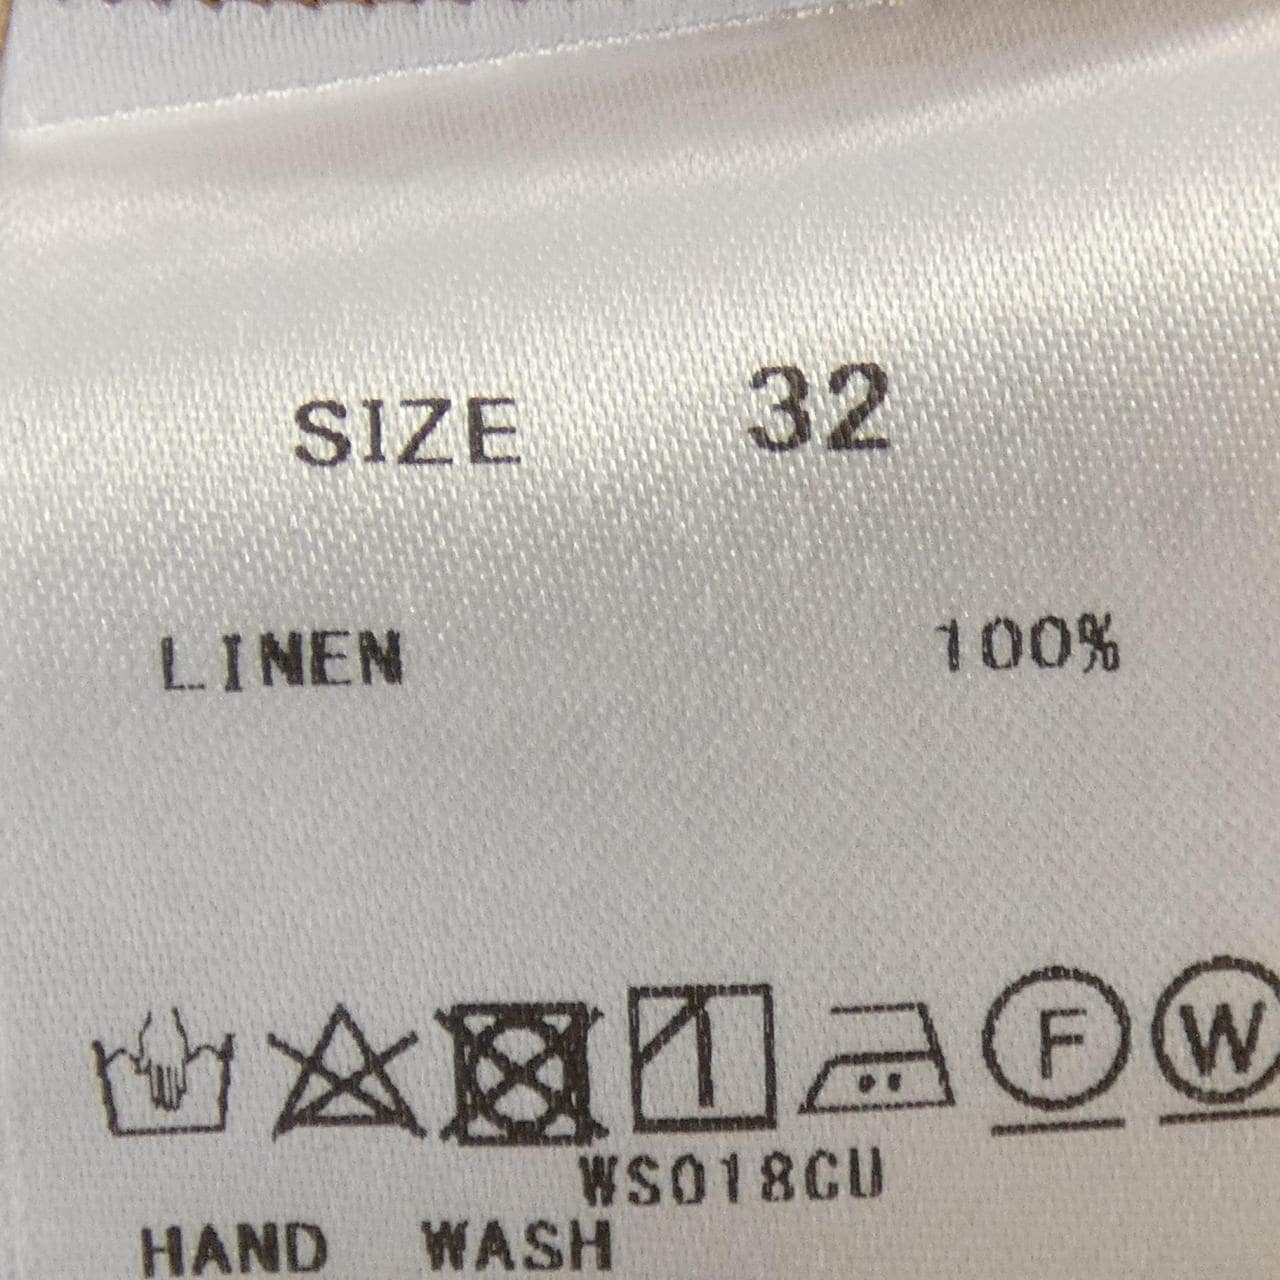 SIZE 32
LINEN 100%
F W
WS018CU
HAND WASH